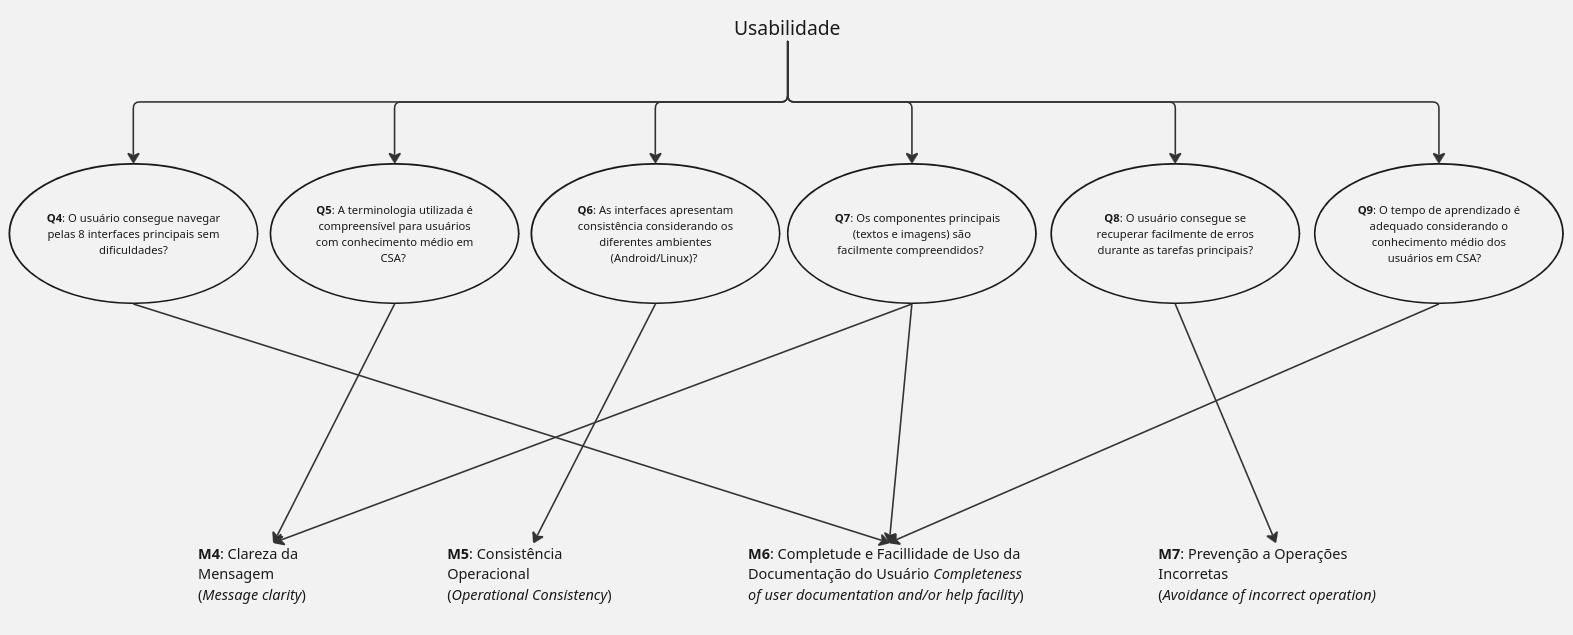 Usabilidade
Q4: O usuário consegue navegar
pelas 8 interfaces principais sem
dificuldades?
Q5: A terminologia utilizada é
compreensível para usuários
com conhecimento médio em
CSA?
Q6: As interfaces apresentam
consistência considerando os
diferentes ambientes
(Android/Linux)?
Q7: Os componentes principais
(textos e imagens) são
facilmente compreendidos?
Q8: O usuário consegue se
recuperar facilmente de erros
durante as tarefas principais?
Q9: O tempo de aprendizado é
adequado considerando o
conhecimento médio dos
usuários em CSA?
M4: Clareza da
Mensagem
(Message clarity)
M5: Consistência
Operacional
(Operational Consistency)
M6: Completude e Facillidade de Uso da
Documentação do Usuário Completeness
of user documentation and/or help facility)
M7: Prevenção a Operações
Incorretas
(Avoidance of incorrect operation)